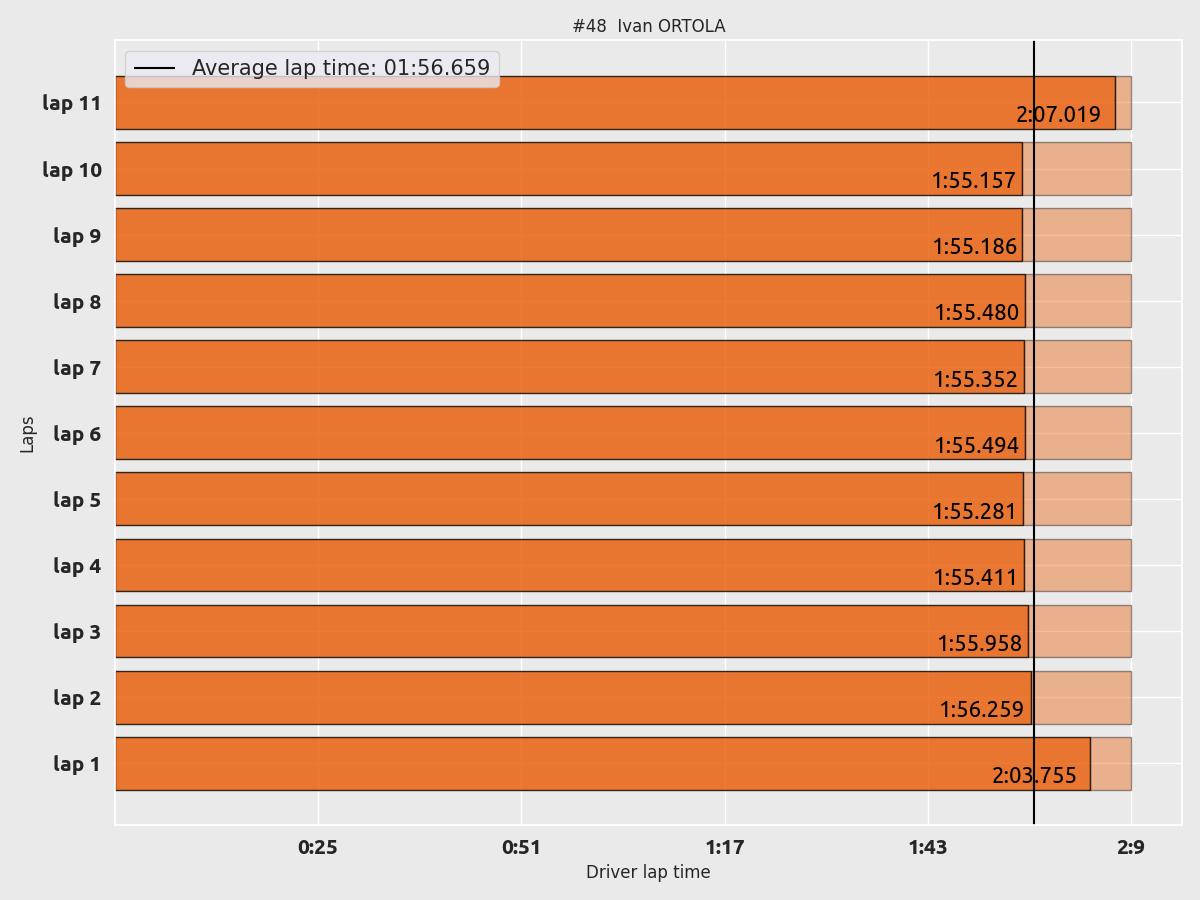 #48 Ivan ORTOLA
Average lap time: 01:56.659
lap 11 2:07.019
lap 10 1:55.157
lap 9 1:55.186
lap 8 1:55.480
lap 7 1:55.352
lap 6 1:55.494
lap 5 1:55.281
lap 4 1:55.411
lap 3 1:55.958
lap 2 1:56.259
lap 1 2:03.755
Laps
0:25 0:51 1:17 1:43 2:9
Driver lap time